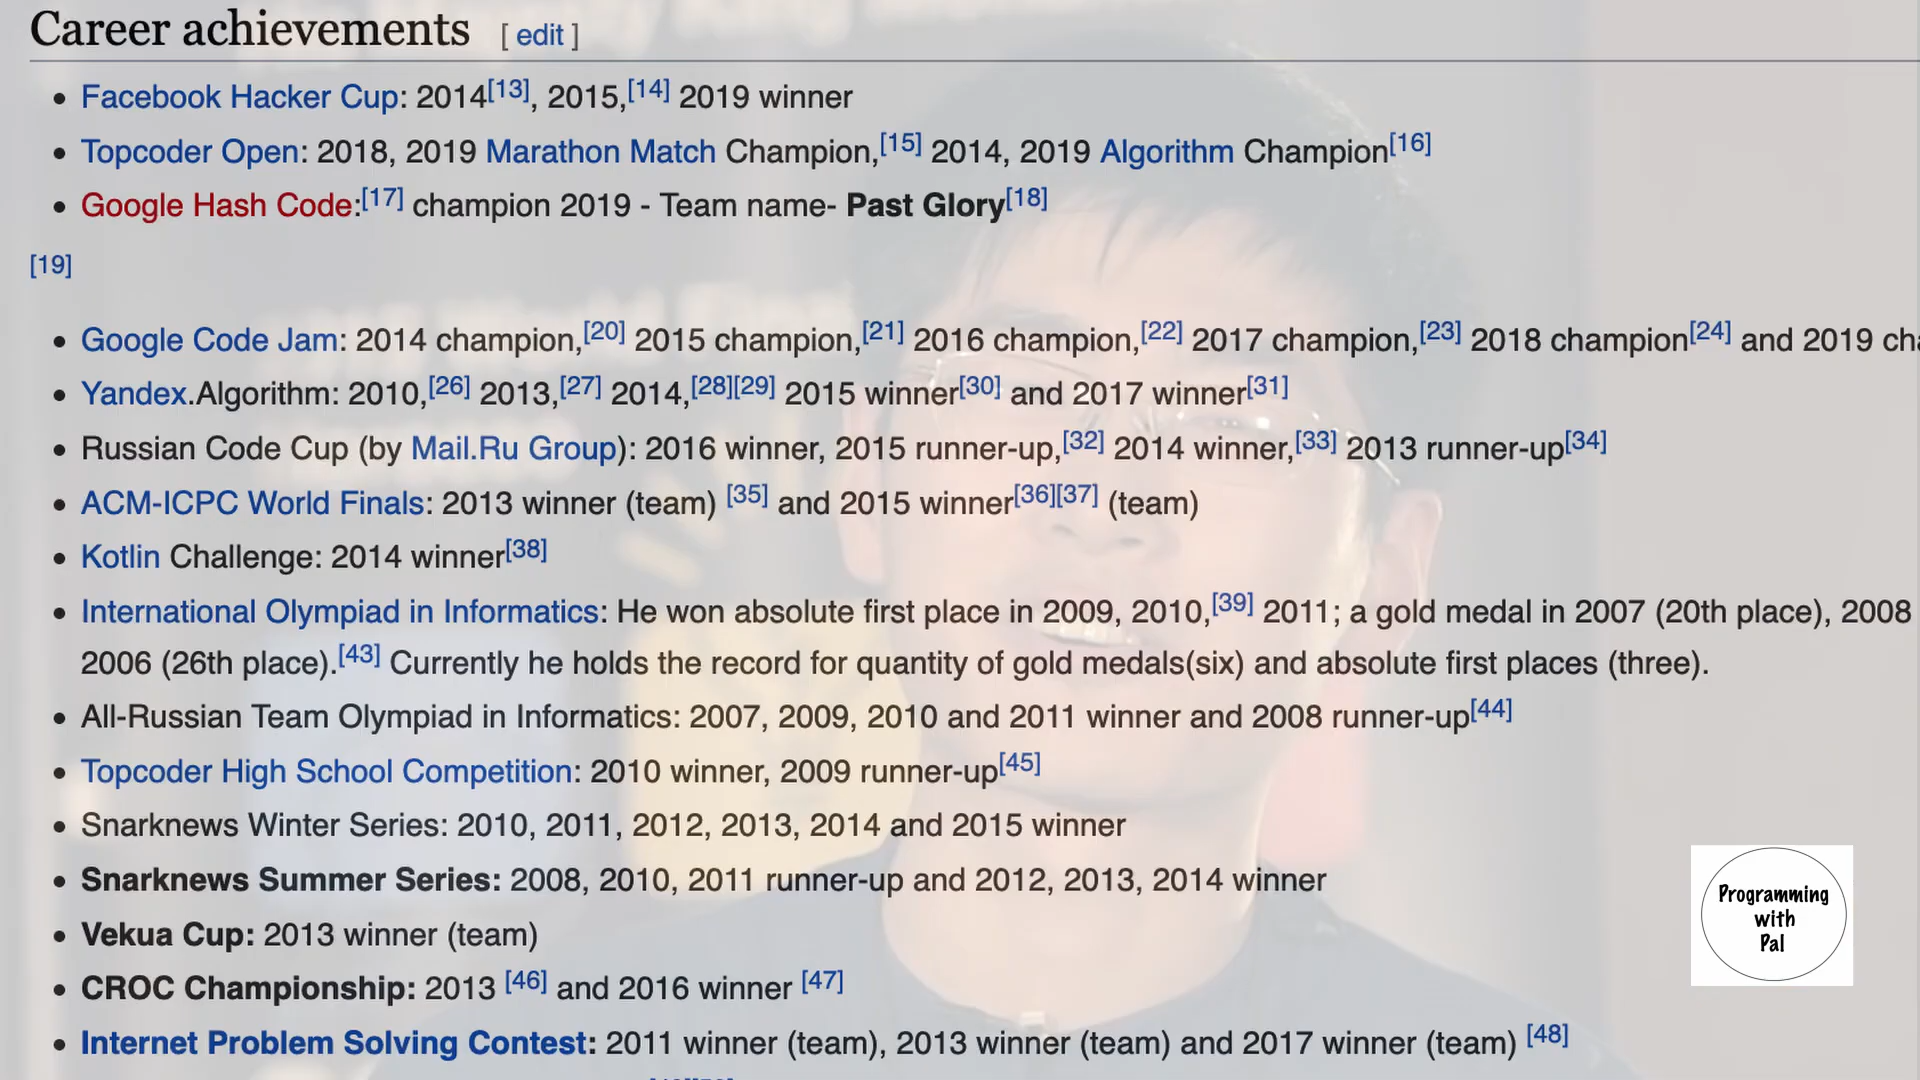 Career achievements [ edit ]
• Facebook Hacker Cup: 2014[13], 2015,[14] 2019 winner
• Topcoder Open: 2018, 2019 Marathon Match Champion,[15] 2014, 2019 Algorithm Champion[16]
• Google Hash Code:[17] champion 2019 - Team name- Past Glory[18]
[19]
• Google Code Jam: 2014 champion,[20] 2015 champion,[21] 2016 champion,[22] 2017 champion,[23] 2018 champion[24] and 2019
• Yandex.Algorithm: 2010,[26] 2013,[27] 2014,[28][29] 2015 winner[30] and 2017 winner[31]
• Russian Code Cup (by Mail.Ru Group): 2016 winner, 2015 runner-up,[32] 2014 winner,[33] 2013 runner-up[34]
• ACM-ICPC World Finals: 2013 winner (team) [35] and 2015 winner[36][37] (team)
• Kotlin Challenge: 2014 winner[38]
• International Olympiad in Informatics: He won absolute first place in 2009, 2010,[39] 2011; a gold medal in 2007 (20th place), 2008
2006 (26th place).[43] Currently he holds the record for quantity of gold medals(six) and absolute first places (three).
• All-Russian Team Olympiad in Informatics: 2007, 2009, 2010 and 2011 winner and 2008 runner-up[44]
• Topcoder High School Competition: 2010 winner, 2009 runner-up[45]
• Snarknews Winter Series: 2010, 2011, 2012, 2013, 2014 and 2015 winner
• Snarknews Summer Series: 2008, 2010, 2011 runner-up and 2012, 2013, 2014 winner
• Vekua Cup: 2013 winner (team)
• CROC Championship: 2013 [46] and 2016 winner [47]
• Internet Problem Solving Contest: 2011 winner (team), 2013 winner (team) and 2017 winner (team) [48]
Programming
with
Pal